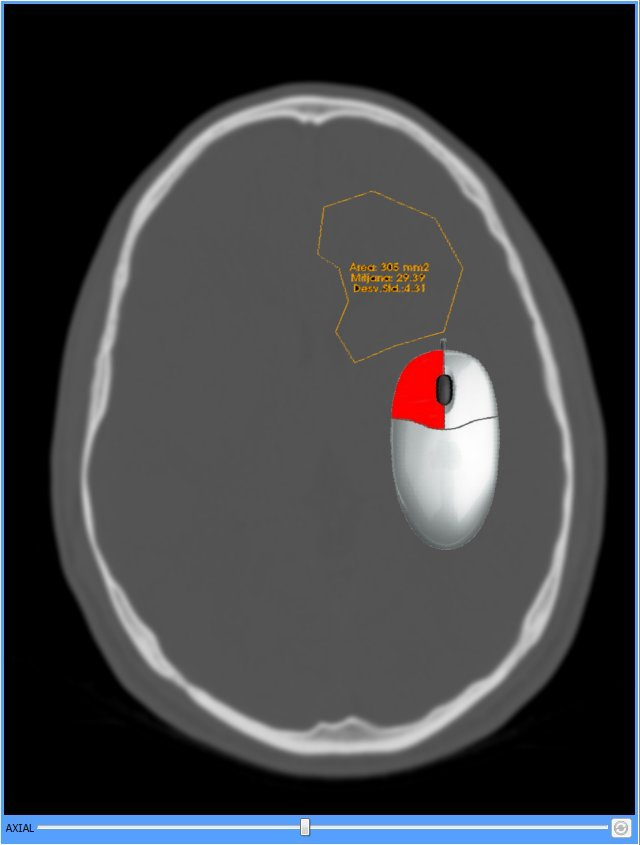 Area: 305 mm2
Mitjana: 29.39
Desv.Std.:4.31
AXIAL